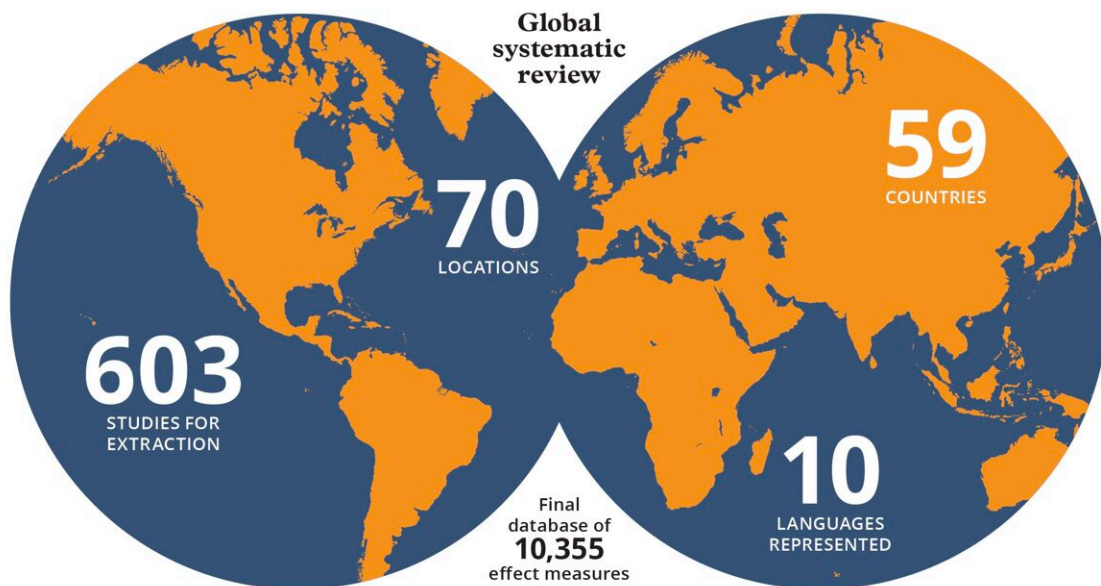 Global
systematic
review
70
LOCATIONS
59
COUNTRIES
603
STUDIES FOR
EXTRACTION
10
LANGUAGES
REPRESENTED
Final
database of
10,355
effect measures